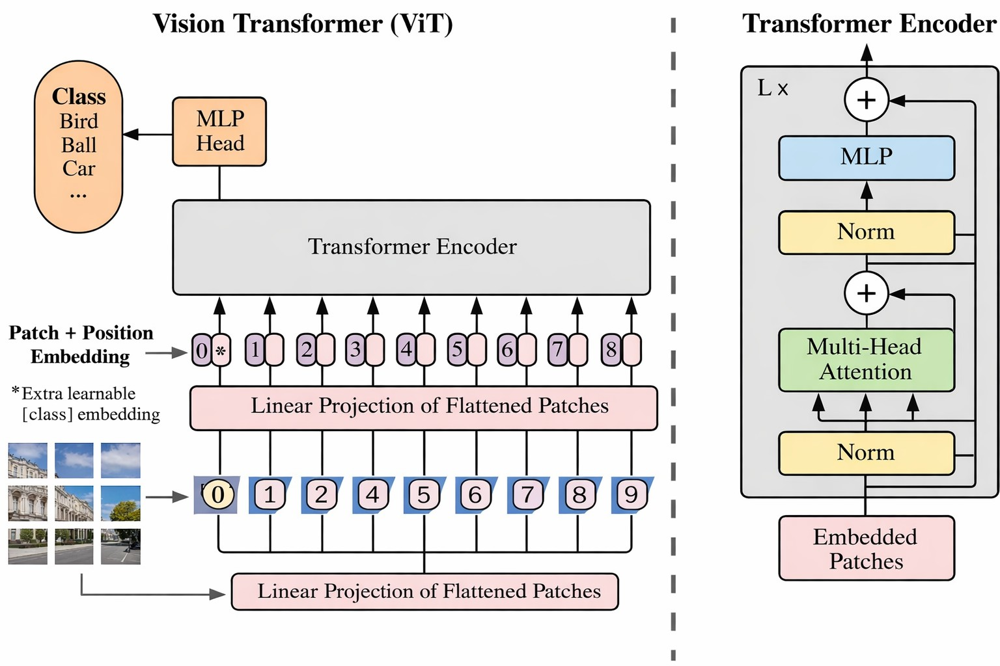 Vision Transformer (ViT)
Class
Bird
Ball
Car
...
MLP
Head
Transformer Encoder
Patch + Position
Embedding
0 * 1 2 3 4 5 6 7 8
*Extra learnable
[class] embedding
Linear Projection of Flattened Patches
0 1 2 4 5 6 7 8 9
Linear Projection of Flattened Patches
Transformer Encoder
L x
+
MLP
Norm
+
Multi-Head
Attention
Norm
Embedded
Patches